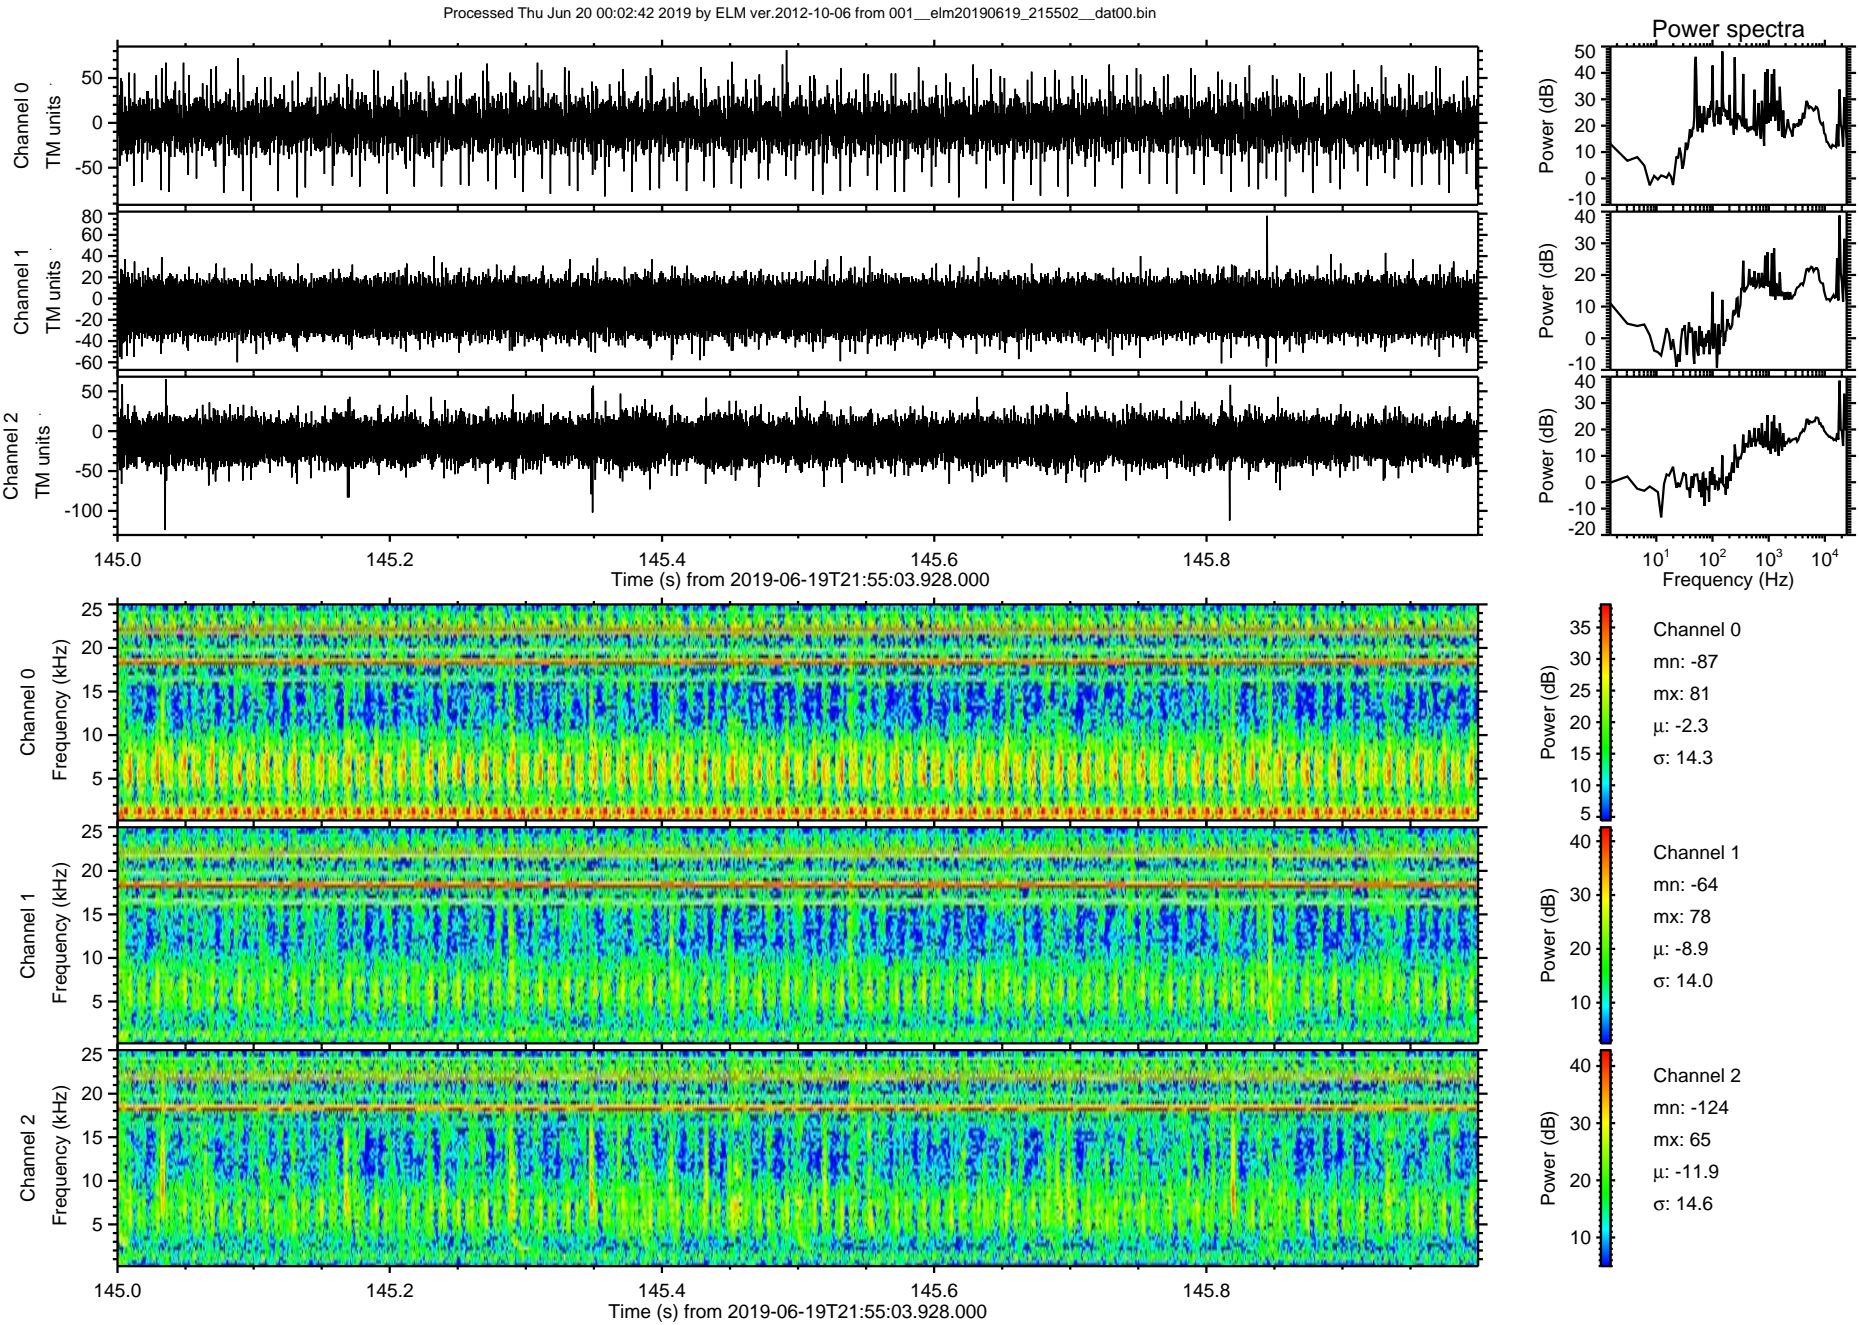 Processed Thu Jun 20 00:02:42 2019 by ELM ver.2012-10-06 from 001__elm20190619_215502__dat00.bin
Power spectra
Channel 0
TM units
50
0
-50
Power (dB)
50
40
30
20
10
0
-10
Channel 1
TM units
80
60
40
20
0
-20
-40
-60
Power (dB)
40
30
20
10
0
-10
Channel 2
TM units
50
0
-50
-100
Power (dB)
40
30
20
10
0
-10
-20
145.0 145.2 145.4 145.6 145.8
Time (s) from 2019-06-19T21:55:03.928.000
10^1 10^2 10^3 10^4
Frequency (Hz)
Channel 0
Frequency (kHz)
25
20
15
10
5
Power (dB)
35
30
25
20
15
10
5
Channel 0
mn: -87
mx: 81
μ: -2.3
σ: 14.3
Channel 1
Frequency (kHz)
25
20
15
10
5
Power (dB)
40
30
20
10
Channel 1
mn: -64
mx: 78
μ: -8.9
σ: 14.0
Channel 2
Frequency (kHz)
25
20
15
10
5
Power (dB)
40
30
20
10
Channel 2
mn: -124
mx: 65
μ: -11.9
σ: 14.6
145.0 145.2 145.4 145.6 145.8
Time (s) from 2019-06-19T21:55:03.928.000